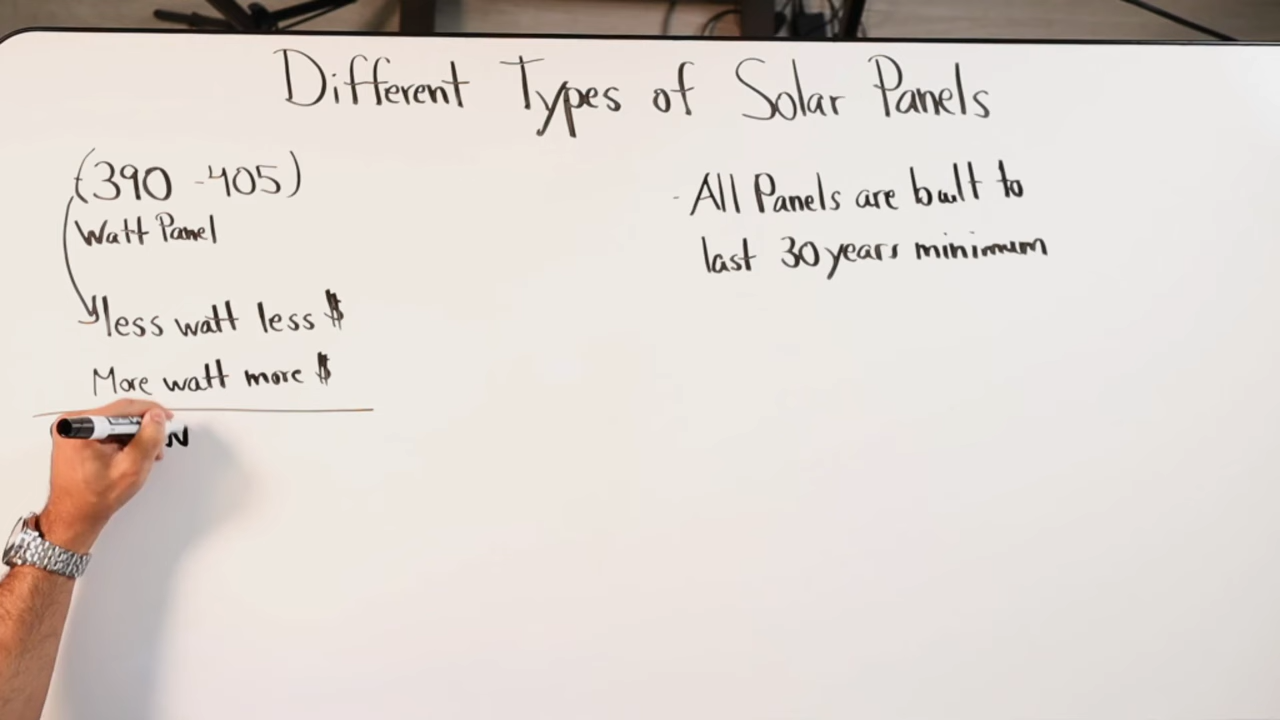 Different Types of Solar Panels
(390 - 405)
Watt Panel
less watt less $
More watt more $
- All Panels are built to
last 30 years minimum